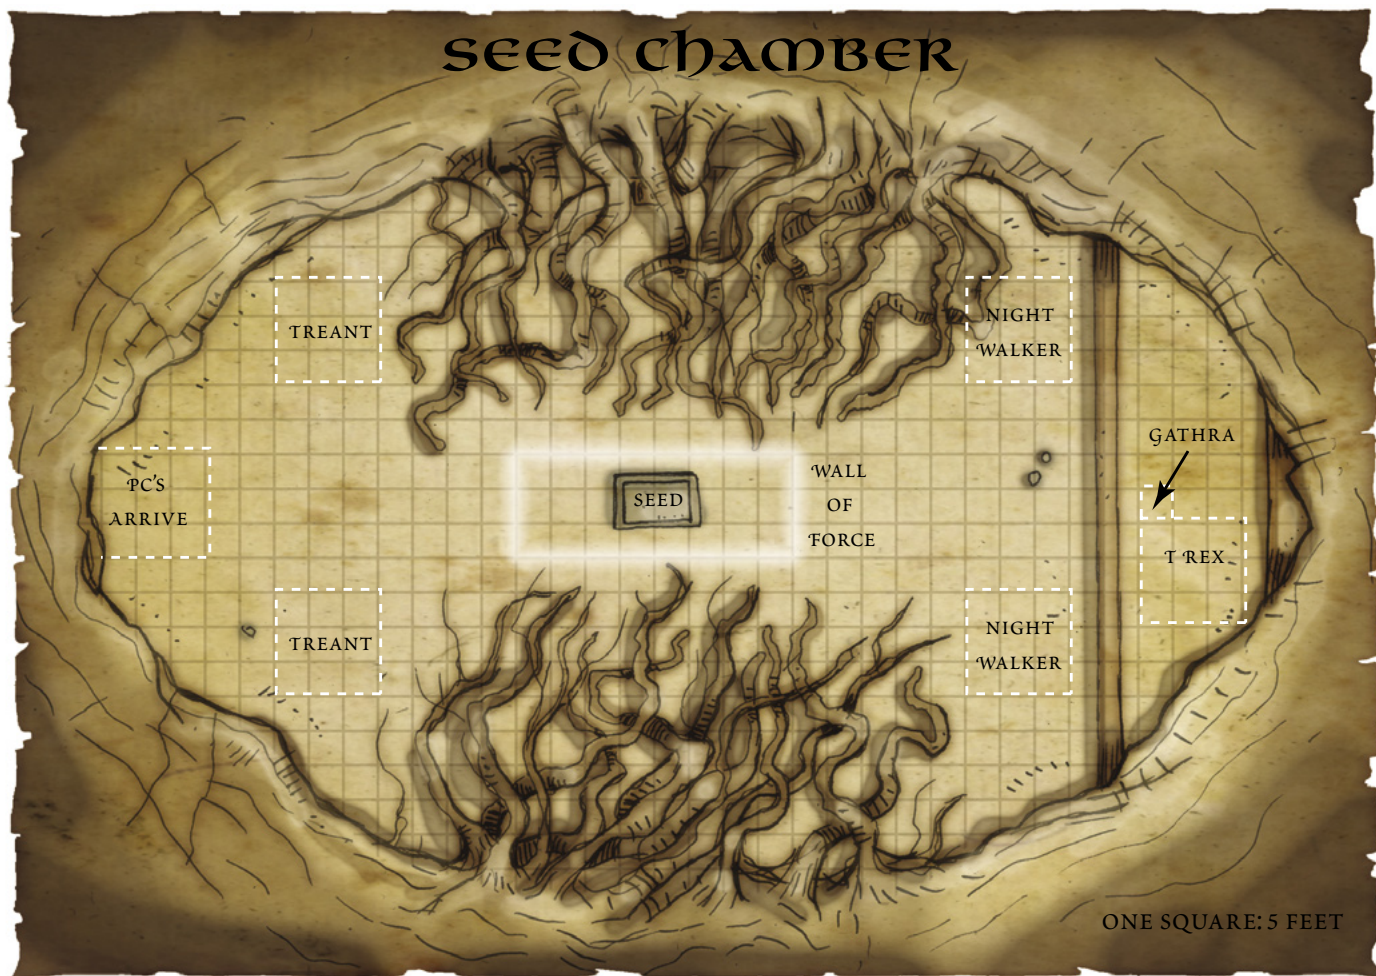 SEED CHAMBER
TREANT
NIGHT
WALKER
GATHRA
PC'S
ARRIVE
SEED
WALL
OF
FORCE
T REX
TREANT
NIGHT
WALKER
ONE SQUARE: 5 FEET